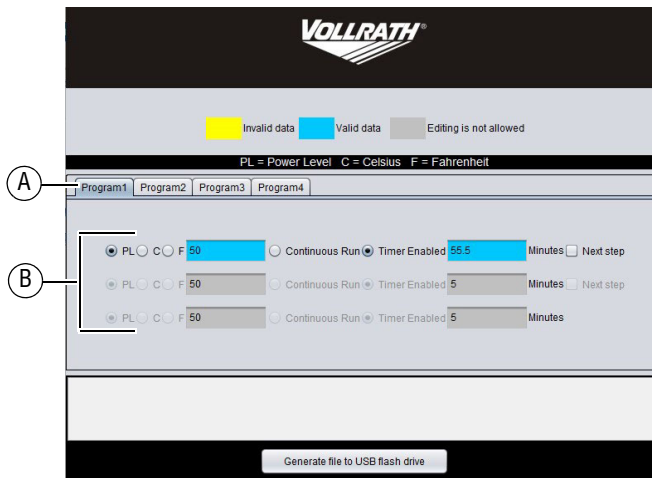 VOLLRATH®
Invalid data Valid data Editing is not allowed
PL = Power Level C = Celsius F = Fahrenheit
A
Program1 Program2 Program3 Program4
B
PL C F 50 Continuous Run Timer Enabled 55.5 Minutes Next step
PL C F 50 Continuous Run Timer Enabled 5 Minutes Next step
PL C F 50 Continuous Run Timer Enabled 5 Minutes
Generate file to USB flash drive